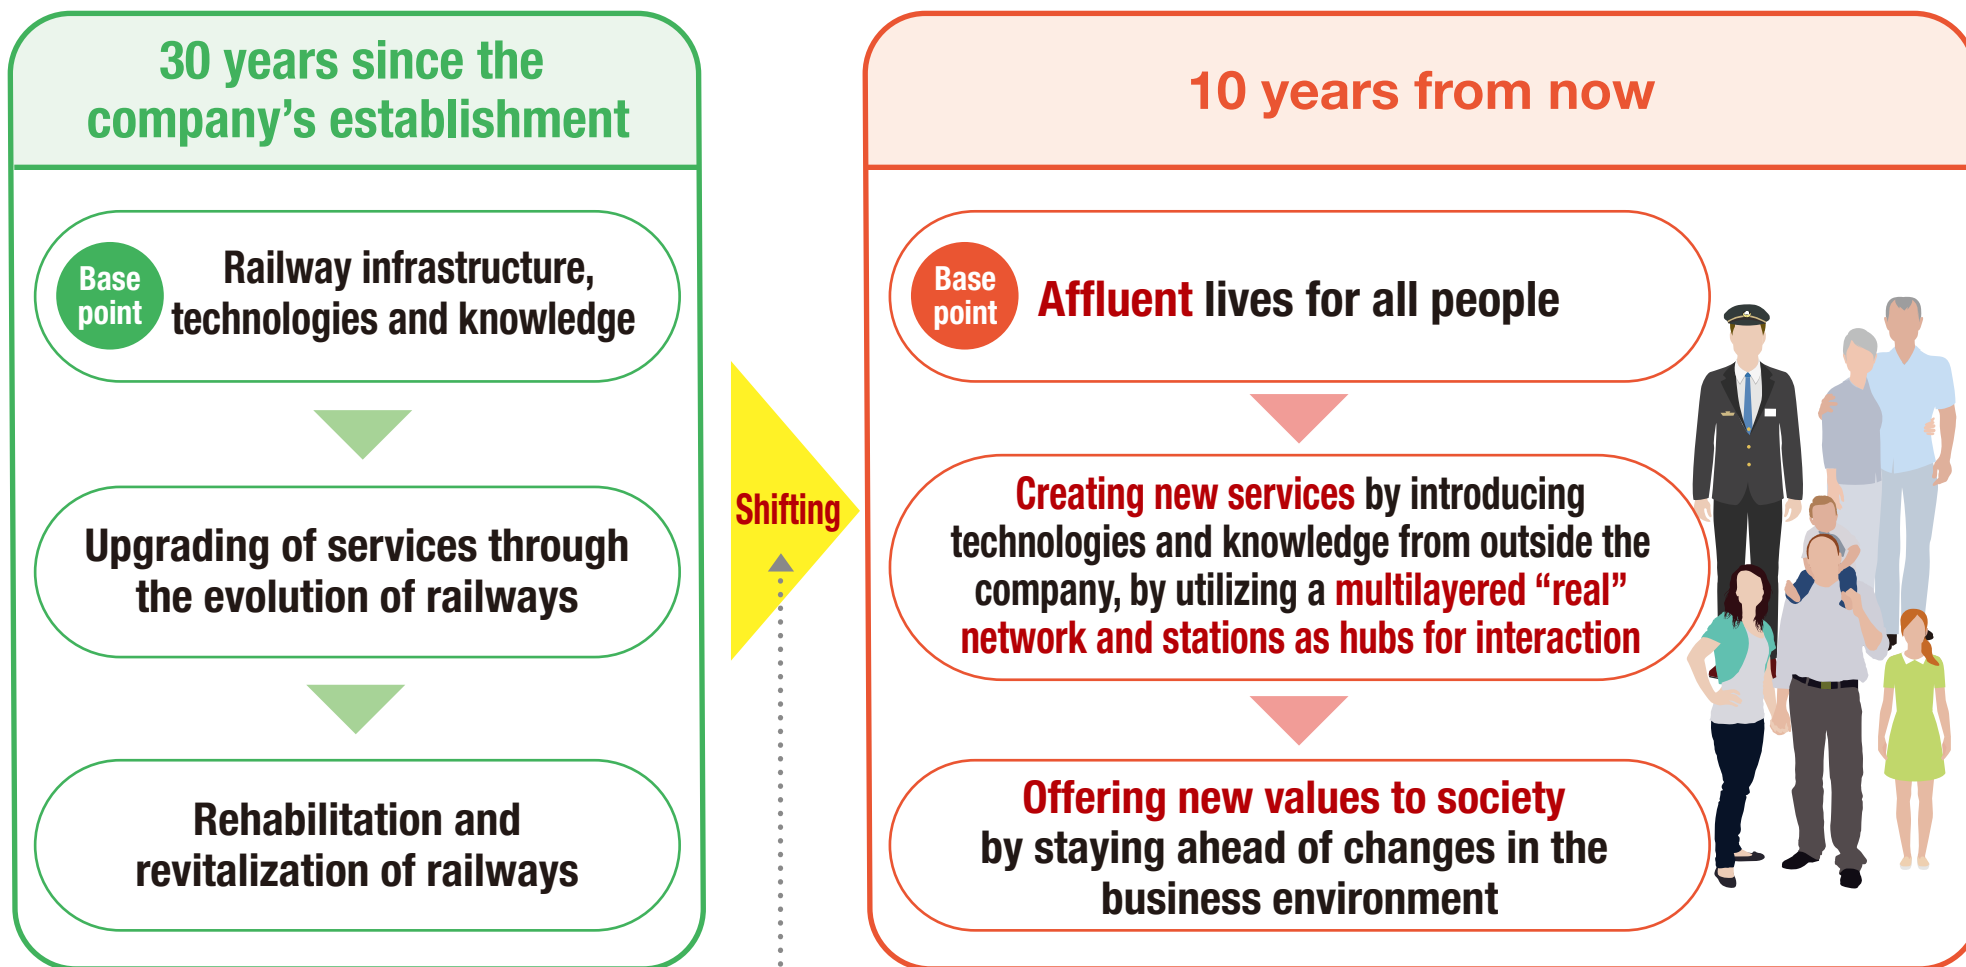 30 years since the
company’s establishment
Base
point
Railway infrastructure,
technologies and knowledge
Upgrading of services through
the evolution of railways
Rehabilitation and
revitalization of railways
Shifting
10 years from now
Base
point
Affluent lives for all people
Creating new services by introducing
technologies and knowledge from outside the
company, by utilizing a multilayered “real”
network and stations as hubs for interaction
Offering new values to society
by staying ahead of changes in the
business environment